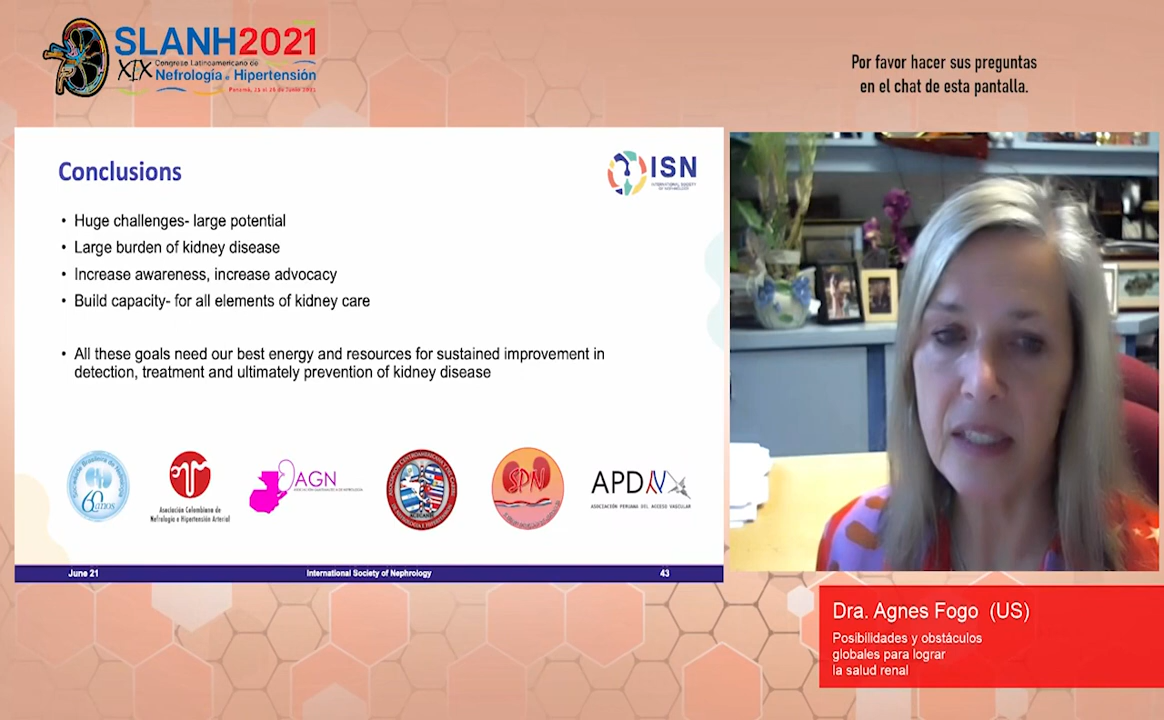 SLANH2021
XIX
Congreso Latinoamericano de
Nefrología e Hipertensión
Por favor hacer sus preguntas
en el chat de esta pantalla.
Conclusions
ISN
INTERNATIONAL SOCIETY
OF NEPHROLOGY
• Huge challenges- large potential
• Large burden of kidney disease
• Increase awareness, increase advocacy
• Build capacity- for all elements of kidney care
• All these goals need our best energy and resources for sustained improvement in
detection, treatment and ultimately prevention of kidney disease
60 anos
Asociación Colombiana de
Nefrología e Hipertensión Arterial
AGN
SPN
APDAV
ASOCIACIÓN PERUANA DEL ACCESO VASCULAR
June 21
International Society of Nephrology
43
Dra. Agnes Fogo (US)
Posibilidades y obstáculos
globales para lograr
la salud renal